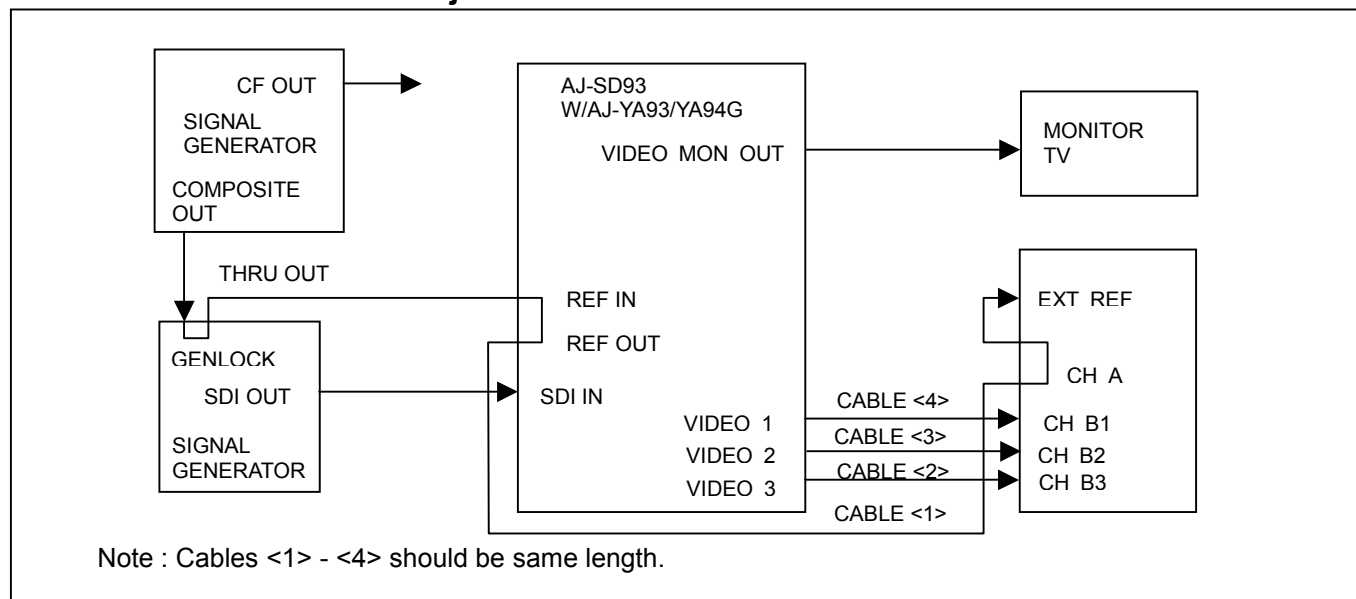 CF OUT
SIGNAL
GENERATOR
COMPOSITE
OUT
THRU OUT
GENLOCK
SDI OUT
SIGNAL
GENERATOR
AJ-SD93
W/AJ-YA93/YA94G
VIDEO MON OUT
REF IN
REF OUT
SDI IN
VIDEO 1
VIDEO 2
VIDEO 3
MONITOR
TV
EXT REF
CH A
CH B1
CH B2
CH B3
CABLE <4>
CABLE <3>
CABLE <2>
CABLE <1>
Note : Cables <1> - <4> should be same length.